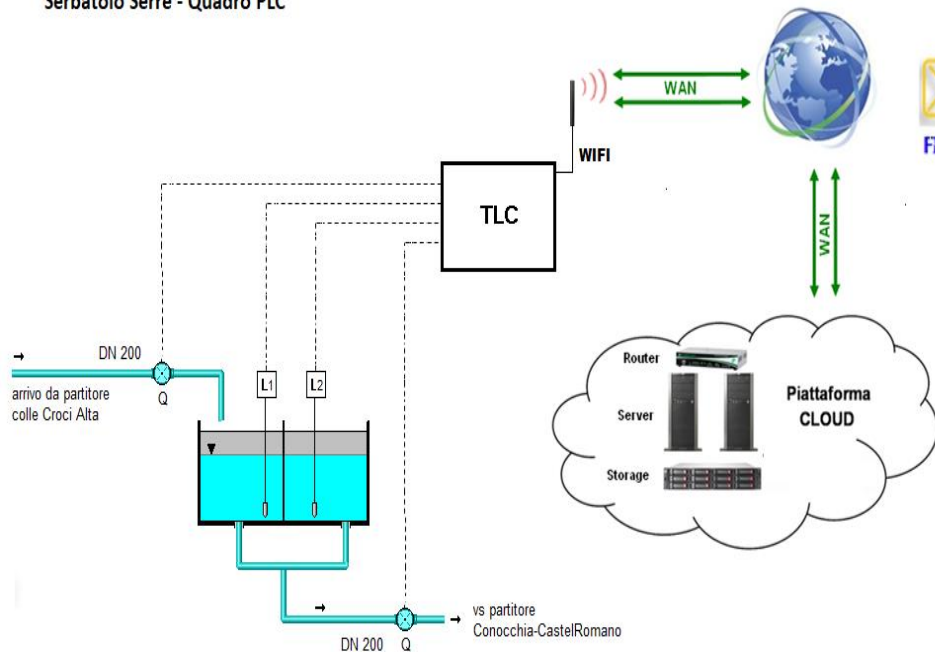 Serbatoio Serre - Quadro PLC
WAN
WIFI
TLC
WAN
DN 200
L1
L2
Q
arrivo da partitore
colle Croci Alta
Router
Server
Storage
Piattaforma
CLOUD
vs partitore
Conocchia-CastelRomano
DN 200
Q